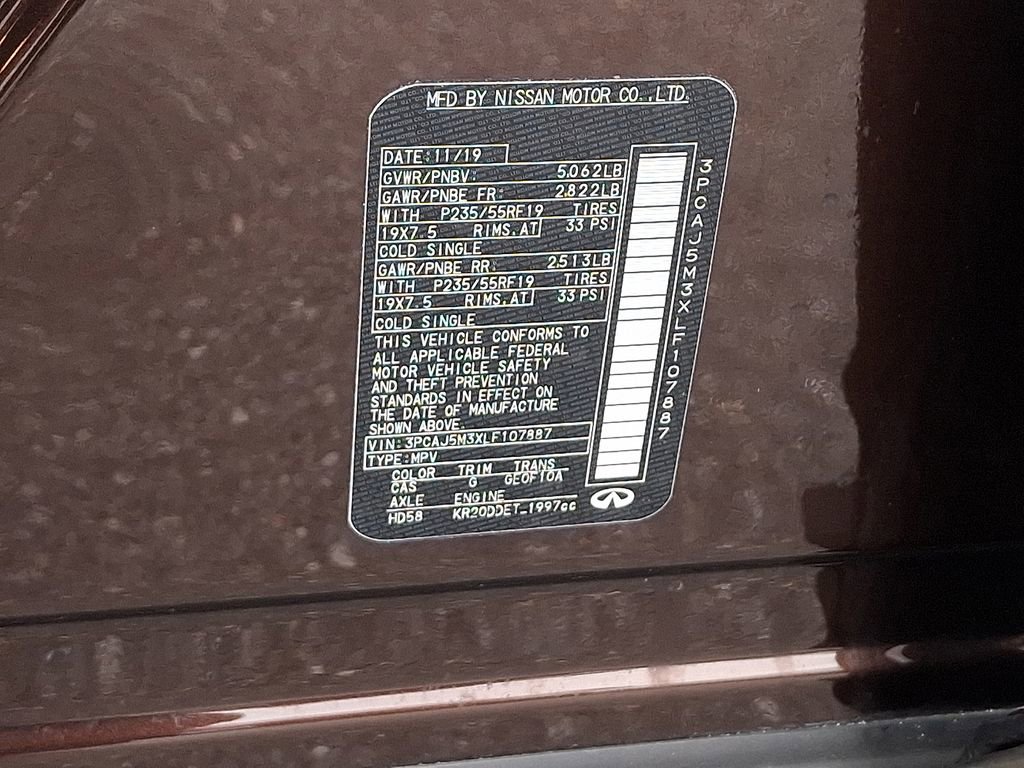 MFD BY NISSAN MOTOR CO.,LTD.
DATE:11/19
GVWR/PNBV: 5.062LB
GAWR/PNBE FR: 2.822LB
WITH P235/55RF19 TIRES
19X7.5 RIMS.AT 33 PSI
COLD SINGLE
GAWR/PNBE RR: 2513LB
WITH P235/55RF19 TIRES
19X7.5 RIMS.AT 33 PSI
COLD SINGLE
THIS VEHICLE CONFORMS TO
ALL APPLICABLE FEDERAL
MOTOR VEHICLE SAFETY
AND THEFT PREVENTION
STANDARDS IN EFFECT ON
THE DATE OF MANUFACTURE
SHOWN ABOVE.
VIN:3PCAJ5M3XLF107887
TYPE:MPV
COLOR TRIM TRANS
CAS G GEOF10A
AXLE ENGINE
HD58 KR20DDET_1997cc
3PCAJ5M3XLF107887